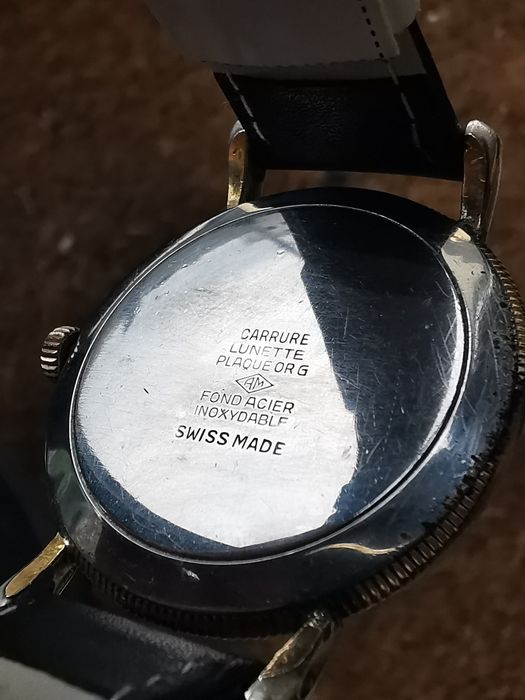 CARRURE
LUNETTE
PLAQUE OR G
AM
FOND ACIER
INOXYDABLE
SWISS MADE